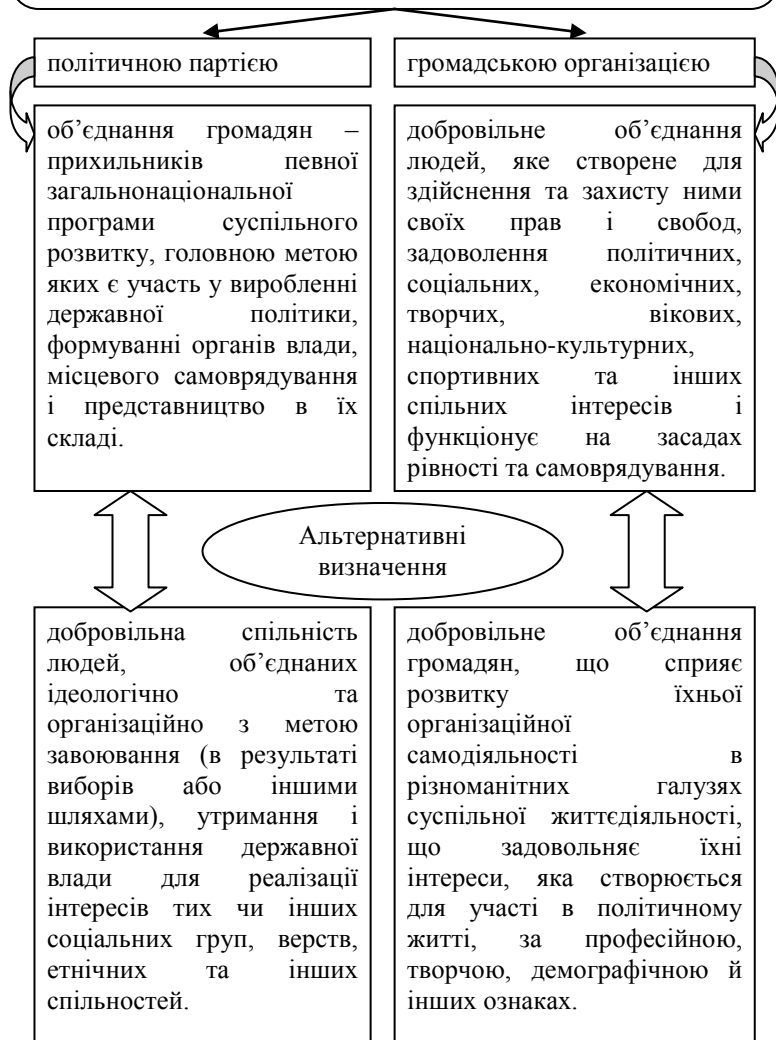 політичною партією
громадською організацією
об’єднання громадян –
прихильників певної
загальнонаціональної
програми суспільного
розвитку, головною метою
яких є участь у виробленні
державної політики,
формуванні органів влади,
місцевого самоврядування
і представництво в їх
складі.
добровільне об’єднання
людей, яке створене для
здійснення та захисту ними
своїх прав і свобод,
задоволення політичних,
соціальних, економічних,
творчих, вікових,
національно-культурних,
спортивних та інших
спільних інтересів і
функціонує на засадах
рівності та самоврядування.
Альтернативні
визначення
добровільна спільність
людей, об’єднаних
ідеологічно та
організаційно з метою
завоювання (в результаті
виборів або іншими
шляхами), утримання і
використання державної
влади для реалізації
інтересів тих чи інших
соціальних груп, верств,
етнічних та інших
спільностей.
добровільне об’єднання
громадян, що сприяє
розвитку їхньої
організаційної
самодіяльності в
різноманітних галузях
суспільної життєдіяльності,
що задовольняє їхні
інтереси, яка створюється
для участі в політичному
житті, за професійною,
творчою, демографічною й
інших ознаках.